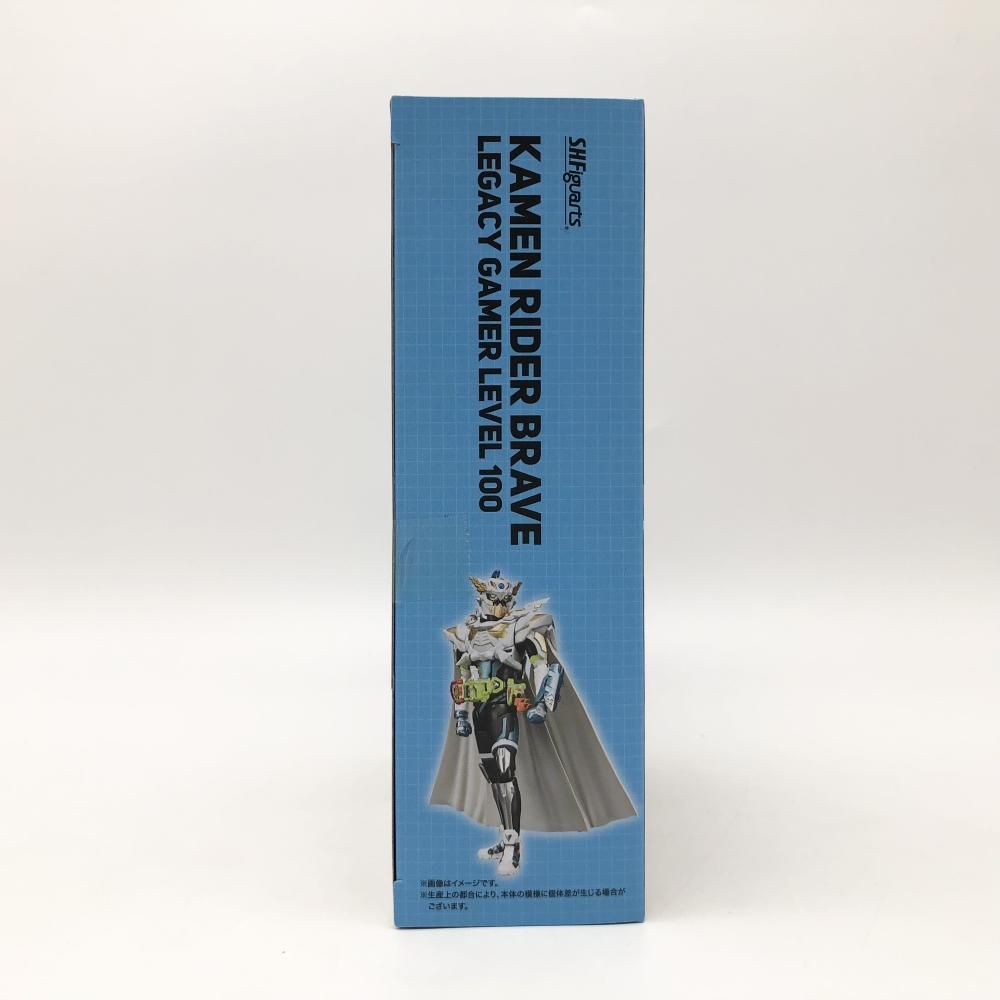 S.H.Figuarts
KAMEN RIDER BRAVE
LEGACY GAMER LEVEL 100
※画像はイメージです。
※生産上の都合により、本体の模様に個体差が生じる場合が
ございます。